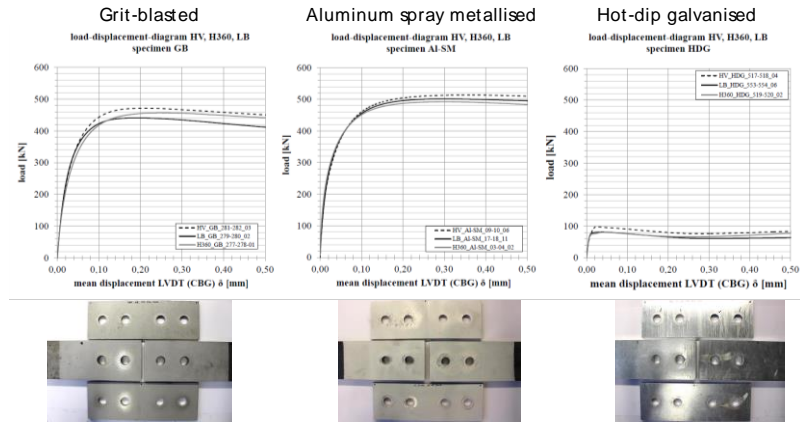 Grit-blasted
Aluminum spray metallised
Hot-dip galvanised
load-displacement-diagram HV, H360, LB
specimen GB
load-displacement-diagram HV, H360, LB
specimen Al-SM
load-displacement-diagram HV, H360, LB
specimen HDG
load [kN]
600
500
400
300
200
100
0
HV_GB_281-282_03
LB_GB_279-280_02
H360_GB_277-278-01
0,00 0,10 0,20 0,30 0,40 0,50
mean displacement LVDT (CBG) δ [mm]
load [kN]
600
500
400
300
200
100
0
HV_Al-SM_09-10_06
LB_Al-SM_17-18_11
H360_Al-SM_03-04_02
0,00 0,10 0,20 0,30 0,40 0,50
mean displacement LVDT (CBG) δ [mm]
load [kN]
600
500
400
300
200
100
0
HV_HDG_517-518_04
LB_HDG_553-554_06
H360_HDG_519-520_02
0,00 0,10 0,20 0,30 0,40 0,50
mean displacement LVDT (CBG) δ [mm]